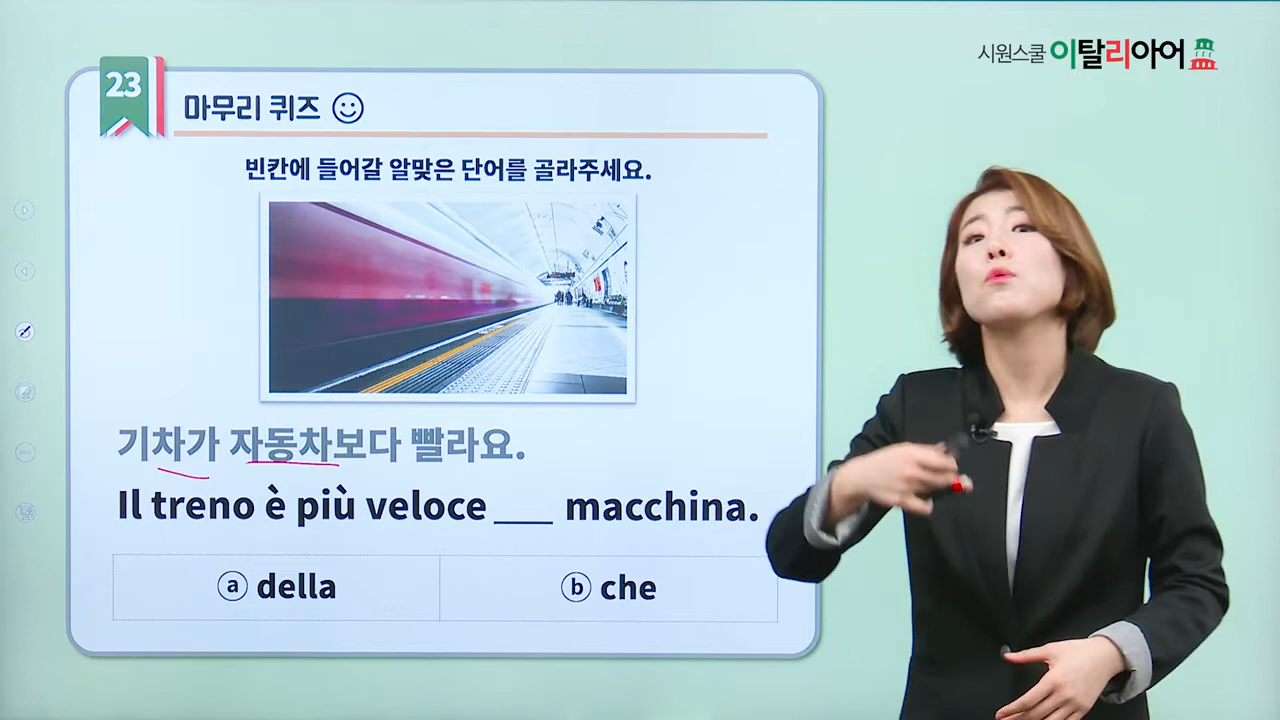 시원스쿨 이탈리아어
23
마무리 퀴즈
빈칸에 들어갈 알맞은 단어를 골라주세요.
기차가 자동차보다 빨라요.
Il treno è più veloce ___ macchina.
ⓐ della
ⓑ che